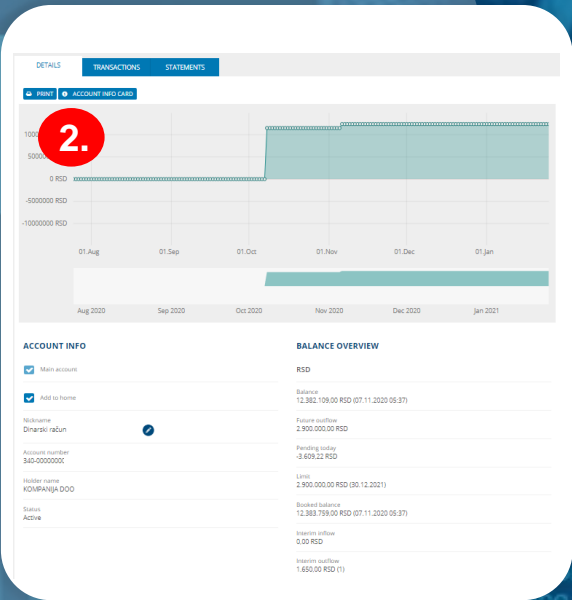 DETAILS TRANSACTIONS STATEMENTS
PRINT ACCOUNT INFO CARD
2.
0 RSD
-5000000 RSD
-10000000 RSD
01.Aug 01.Sep 01.Oct 01.Nov 01.Dec 01.Jan
Aug 2020 Sep 2020 Oct 2020 Nov 2020 Dec 2020 Jan 2021
ACCOUNT INFO
Main account
Add to home
Nickname
Dinarski račun
Account number
340-0000000
Holder name
KOMPANIJA DOO
Status
Active
BALANCE OVERVIEW
RSD
Balance
12.382.109,00 RSD (07.11.2020 05:37)
Future outflow
2.900.000,00 RSD
Pending today
-3.609,22 RSD
Limit
2.900.000,00 RSD (30.12.2021)
Booked balance
12.383.759,00 RSD (07.11.2020 05:37)
Interim inflow
0,00 RSD
Interim outflow
1.650,00 RSD (1)